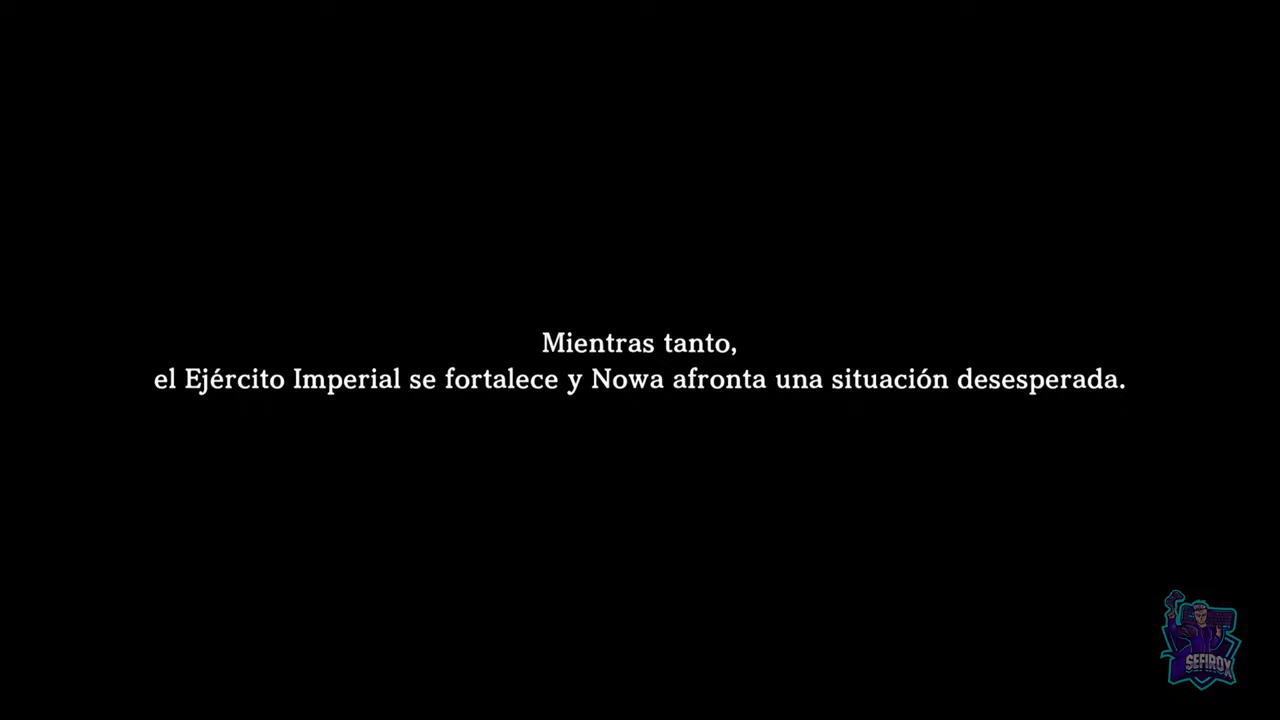 Mientras tanto,
el Ejército Imperial se fortalece y Nowa afronta una situación desesperada.
SEFIROX